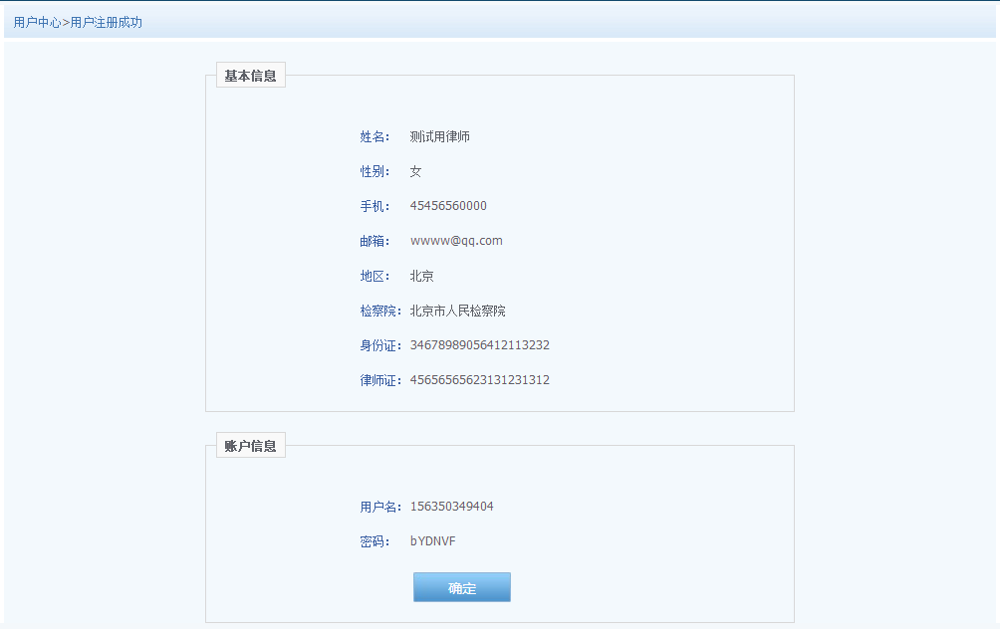 用户中心>用户注册成功
基本信息
姓名： 测试用律师
性别： 女
手机： 45456560000
邮箱： wwww@qq.com
地区： 北京
检察院： 北京市人民检察院
身份证： 34678989056412113232
律师证： 45656565623131231312
账户信息
用户名： 156350349404
密码： bYDNVF
确定